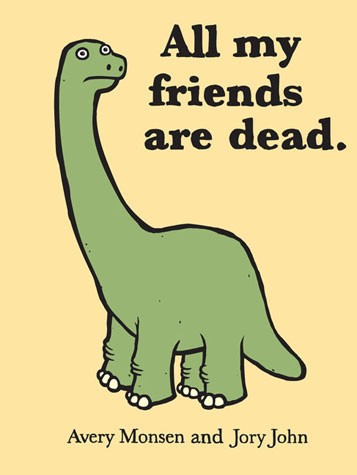 All my
friends
are dead.
Avery Monsen and Jory John